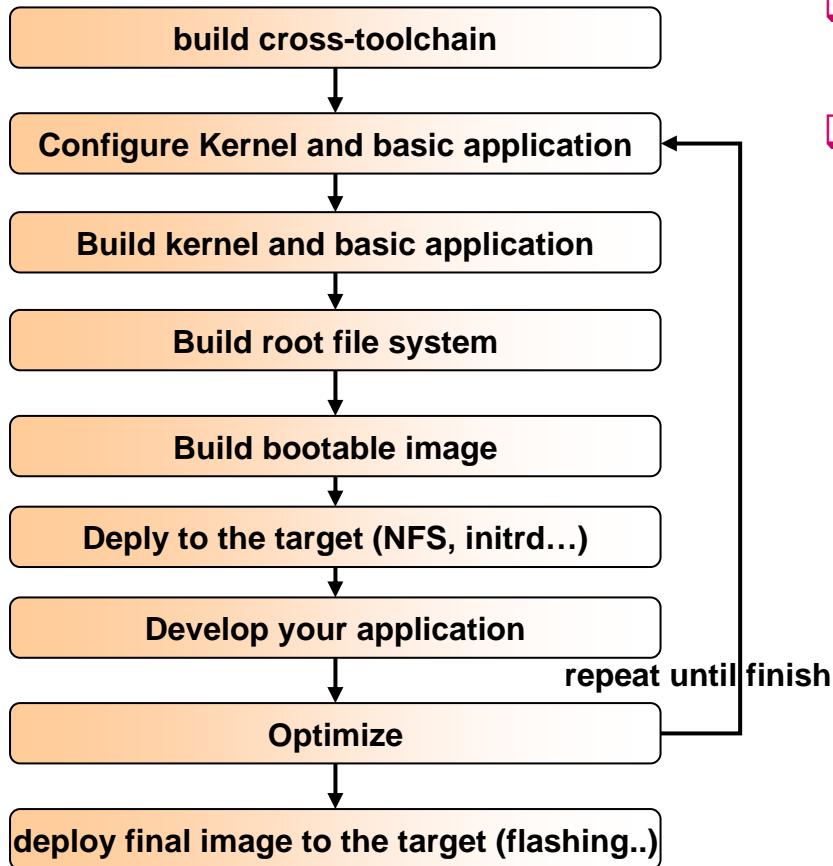 build cross-toolchain
Configure Kernel and basic application
Build kernel and basic application
Build root file system
Build bootable image
Deply to the target (NFS, initrd…)
Develop your application
repeat until finish
Optimize
deploy final image to the target (flashing..)